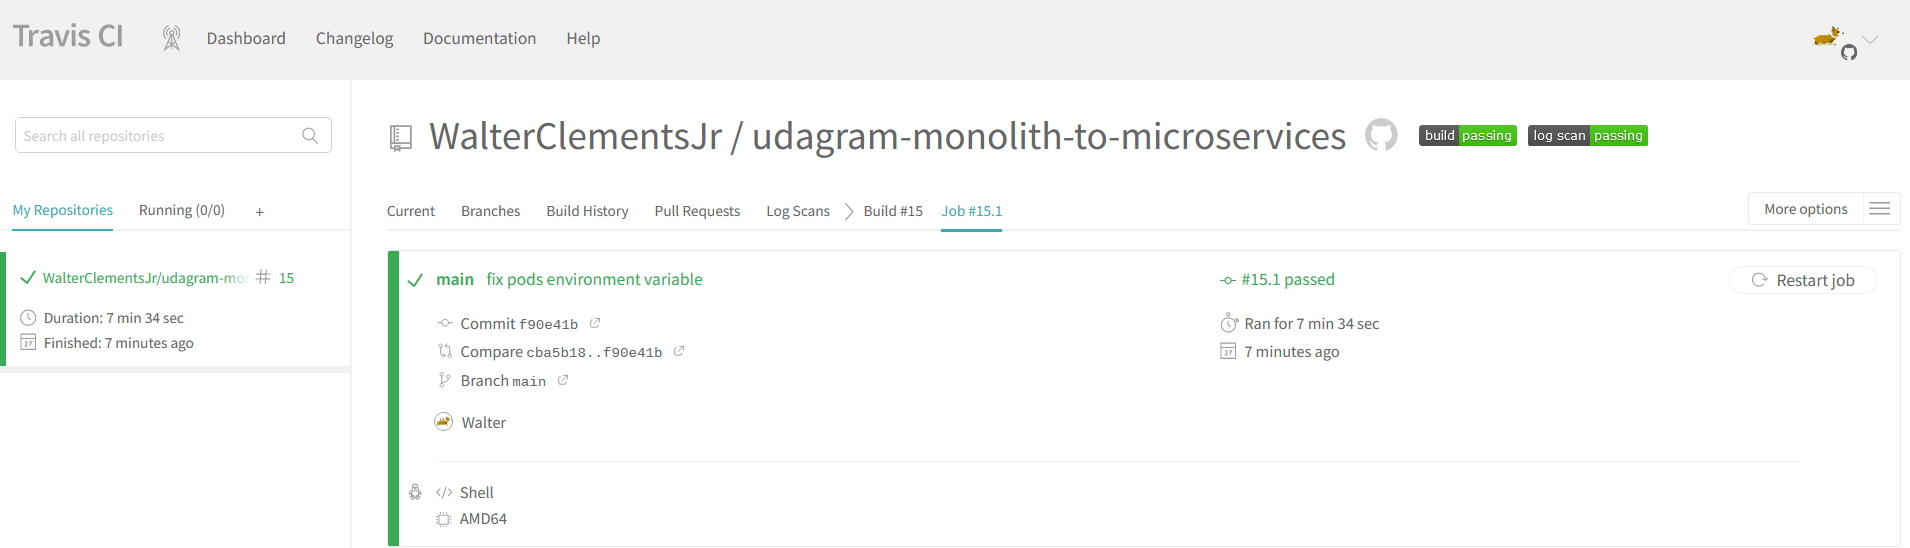 Travis CI Dashboard Changelog Documentation Help
Search all repositories
WalterClementsJr / udagram-monolith-to-microservices build passing log scan passing
My Repositories Running (0/0) +
Current Branches Build History Pull Requests Log Scans Build #15 Job #15.1 More options
WalterClementsJr/udagram-mo # 15
Duration: 7 min 34 sec
Finished: 7 minutes ago
main fix pods environment variable #15.1 passed Restart job
Commit f90e41b Ran for 7 min 34 sec
Compare cba5b18..f90e41b 7 minutes ago
Branch main
Walter
Shell
AMD64